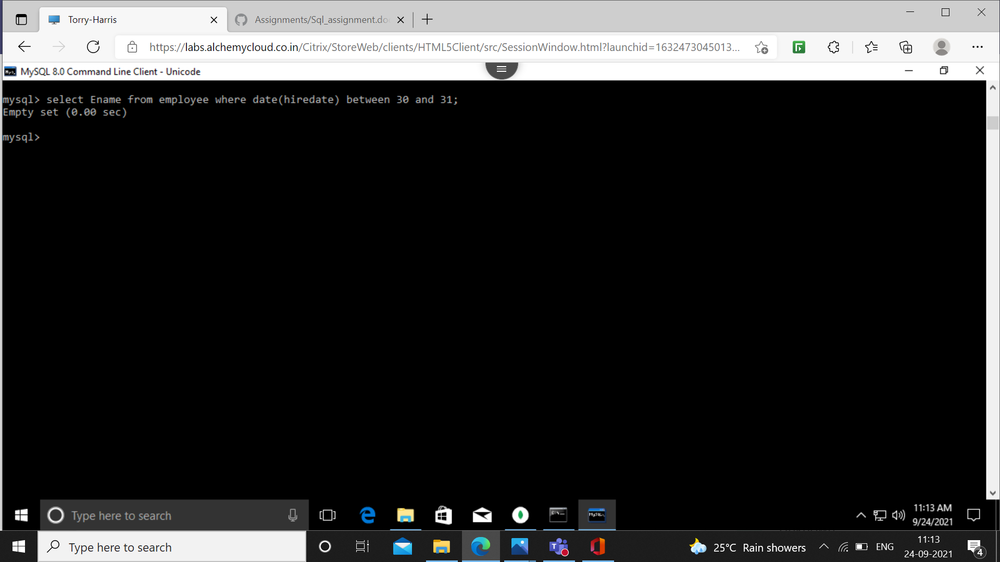 Torry-Harris
Assignments/Sql_assignment.do
https://labs.alchemycloud.co.in/Citrix/StoreWeb/clients/HTML5Client/src/SessionWindow.html?launchid=1632473045013...
MySQL 8.0 Command Line Client - Unicode
mysql> select Ename from employee where date(hiredate) between 30 and 31;
Empty set (0.00 sec)
mysql>
Type here to search
11:13 AM
9/24/2021
Type here to search
25°C Rain showers
ENG
11:13
24-09-2021
4